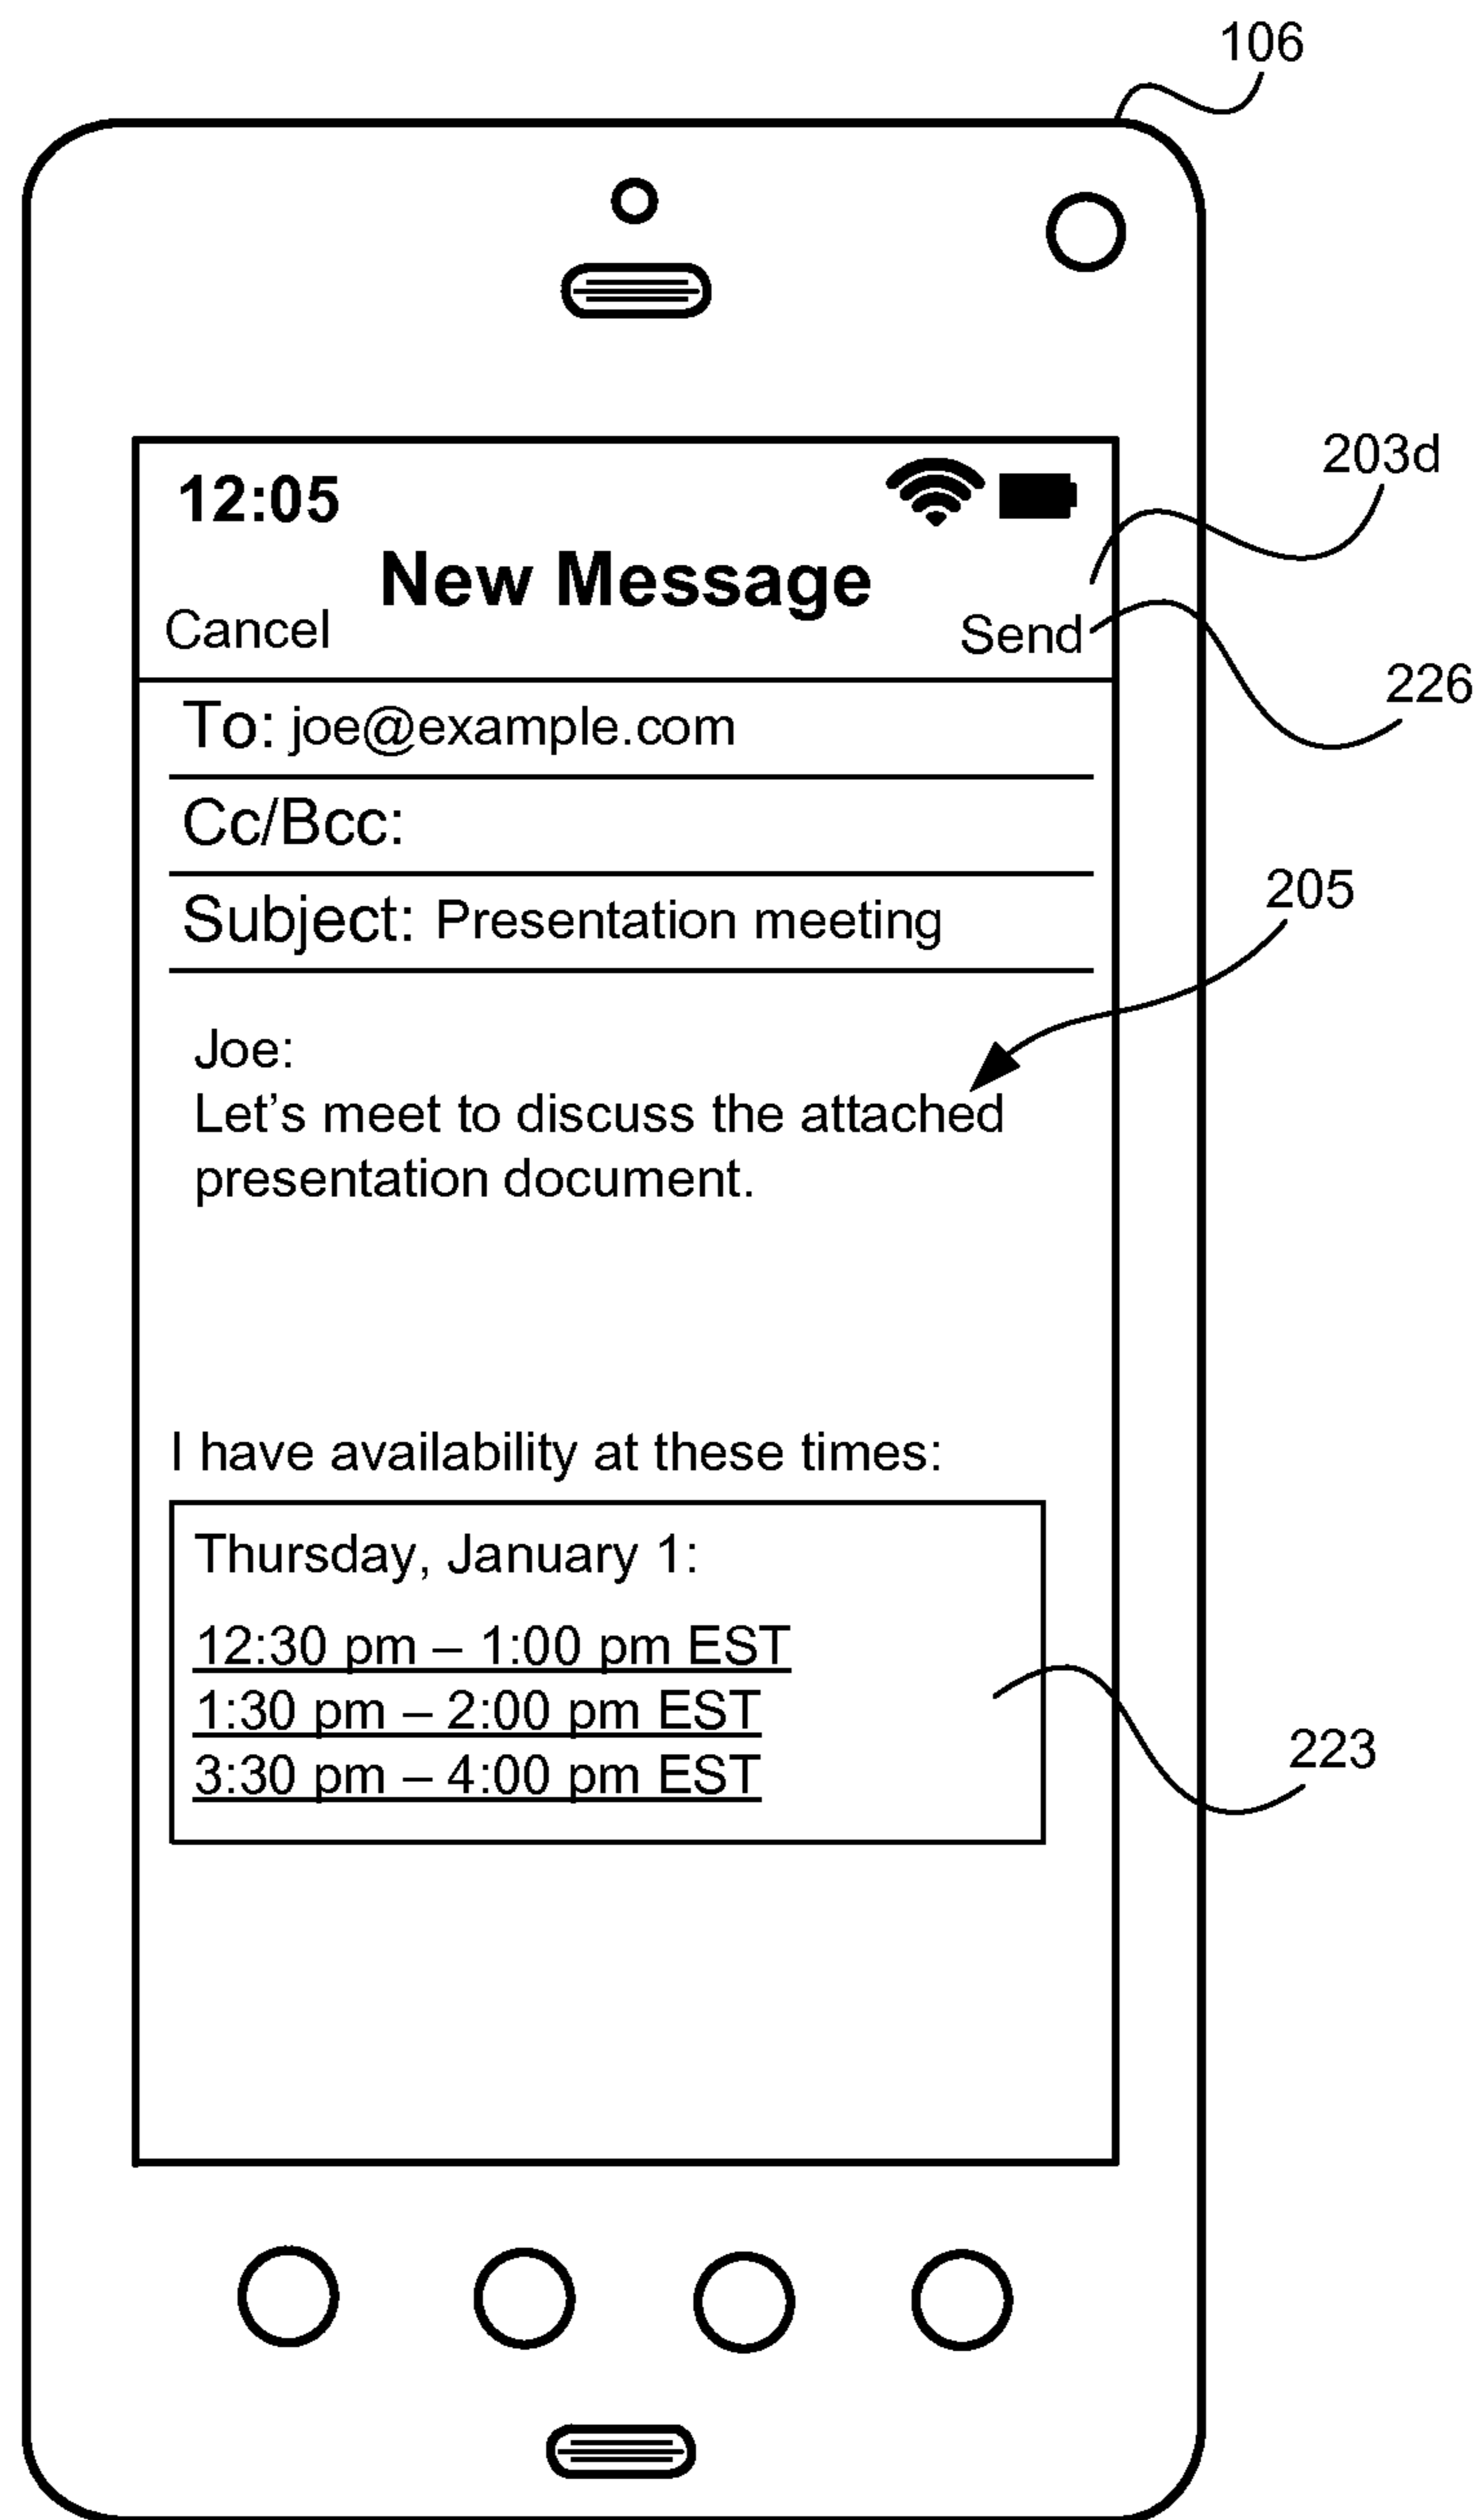 106
203d
12:05
New Message
Cancel
Send
226
To: joe@example.com
Cc/Bcc:
205
Subject: Presentation meeting
Joe:
Let’s meet to discuss the attached
presentation document.
I have availability at these times:
Thursday, January 1:
12:30 pm – 1:00 pm EST
1:30 pm – 2:00 pm EST
223
3:30 pm – 4:00 pm EST